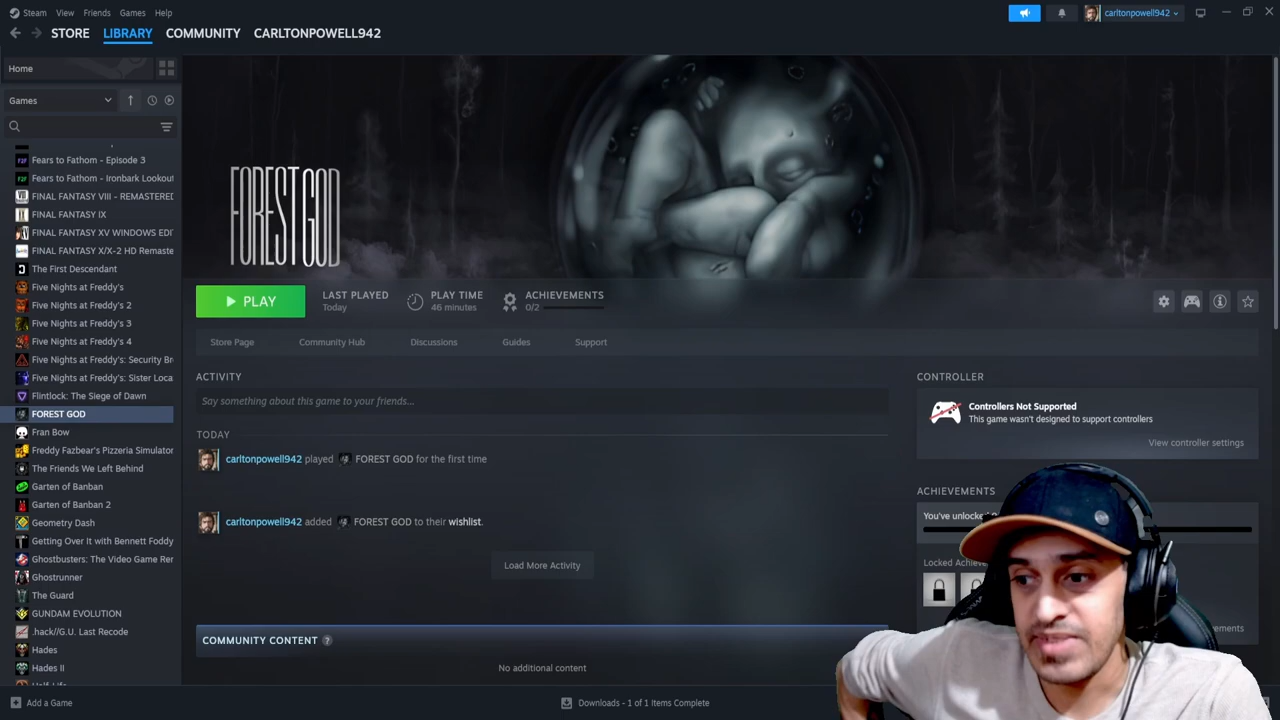 Steam View Friends Games Help
carltonpowell942
STORE LIBRARY COMMUNITY CARLTONPOWELL942
Home
Games
Fears to Fathom - Episode 3
Fears to Fathom - Ironbark Lookout
FINAL FANTASY VIII - REMASTERED
FINAL FANTASY IX
FINAL FANTASY XV WINDOWS EDI
FINAL FANTASY X/X-2 HD Remaste
The First Descendant
Five Nights at Freddy's
Five Nights at Freddy's 2
Five Nights at Freddy's 3
Five Nights at Freddy's 4
Five Nights at Freddy's: Security Br
Five Nights at Freddy's: Sister Loca
Flintlock: The Siege of Dawn
FOREST GOD
Fran Bow
Freddy Fazbear's Pizzeria Simulator
The Friends We Left Behind
Garten of Banban
Garten of Banban 2
Geometry Dash
Getting Over It with Bennett Foddy
Ghostbusters: The Video Game Rer
Ghostrunner
The Guard
GUNDAM EVOLUTION
.hack//G.U. Last Recode
Hades
Hades II
Add a Game
FOREST GOD
PLAY
LAST PLAYED
Today
PLAY TIME
46 minutes
ACHIEVEMENTS
0/2
Store Page Community Hub Discussions Guides Support
ACTIVITY
Say something about this game to your friends...
TODAY
carltonpowell942 played FOREST GOD for the first time
carltonpowell942 added FOREST GOD to their wishlist.
Load More Activity
COMMUNITY CONTENT ?
No additional content
CONTROLLER
Controllers Not Supported
This game wasn't designed to support controllers
View controller settings
ACHIEVEMENTS
You've unlocked
Locked Achie
Downloads - 1 of 1 Items Complete